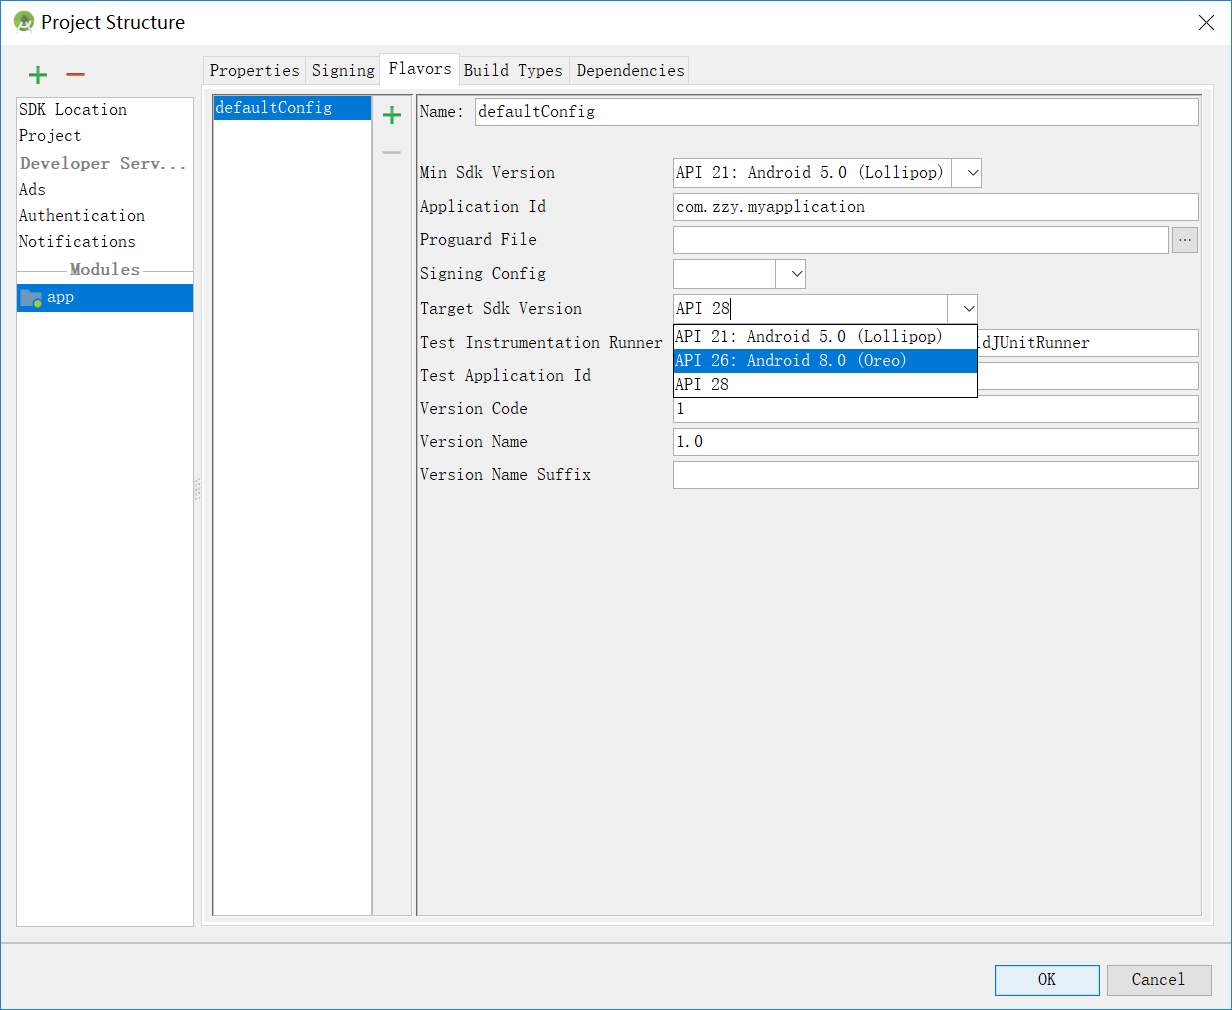 Project Structure
Properties
Signing
Flavors
Build Types
Dependencies
SDK Location
Project
Developer Serv...
Ads
Authentication
Notifications
Modules
app
defaultConfig
Name:
defaultConfig
Min Sdk Version
API 21: Android 5.0 (Lollipop)
Application Id
com.zzy.myapplication
Proguard File
...
Signing Config
Target Sdk Version
API 28
API 21: Android 5.0 (Lollipop)
API 26: Android 8.0 (Oreo)
API 28
Test Instrumentation Runner
idJUnitRunner
Test Application Id
Version Code
1
Version Name
1.0
Version Name Suffix
OK
Cancel